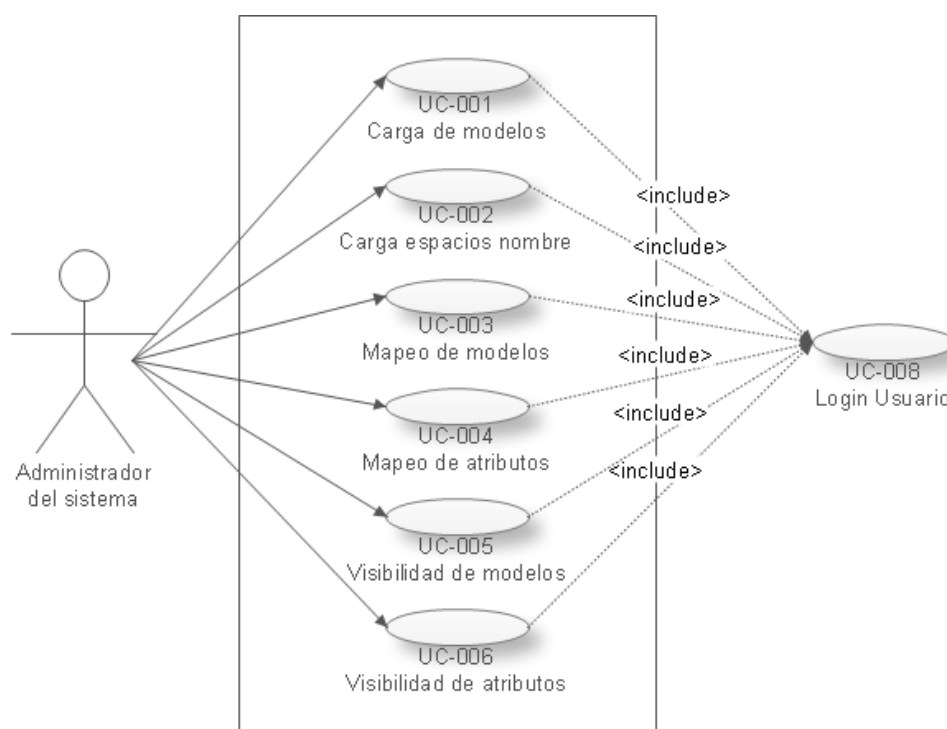 UC-001
Carga de modelos
<include>
UC-002
Carga espacios nombre
<include>
<include>
UC-003
Mapeo de modelos
UC-008
Login Usuario
<include>
UC-004
Mapeo de atributos
<include>
Administrador
del sistema
<include>
UC-005
Visibilidad de modelos
UC-006
Visibilidad de atributos